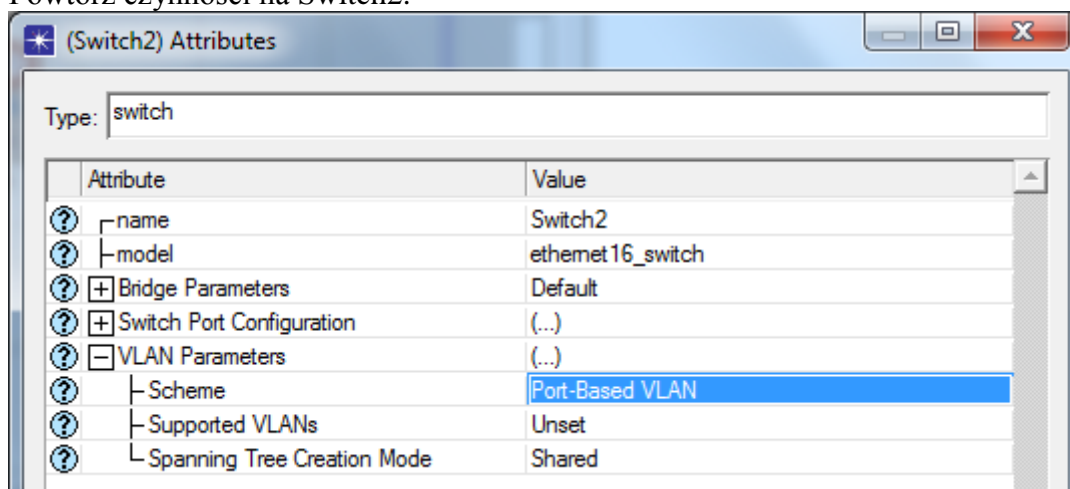 Powtórz czynności na Switch2.
(Switch2) Attributes
Type: switch
Attribute Value
name Switch2
model ethernet16_switch
Bridge Parameters Default
Switch Port Configuration (...)
VLAN Parameters (...)
Scheme Port-Based VLAN
Supported VLANs Unset
Spanning Tree Creation Mode Shared